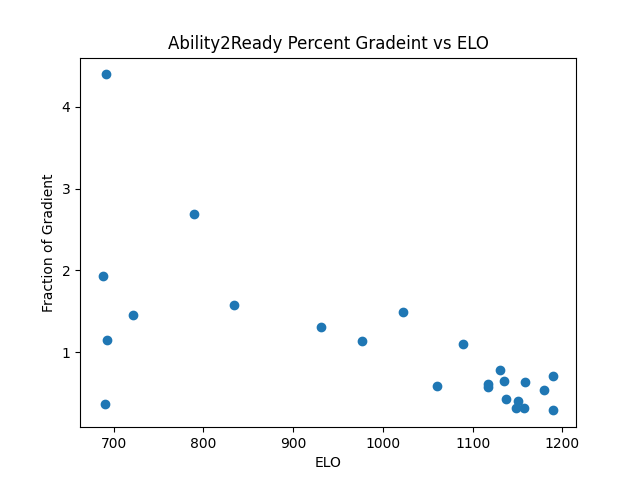 Ability2Ready Percent Gradeint vs ELO
Fraction of Gradient
4
3
2
1
700 800 900 1000 1100 1200
ELO